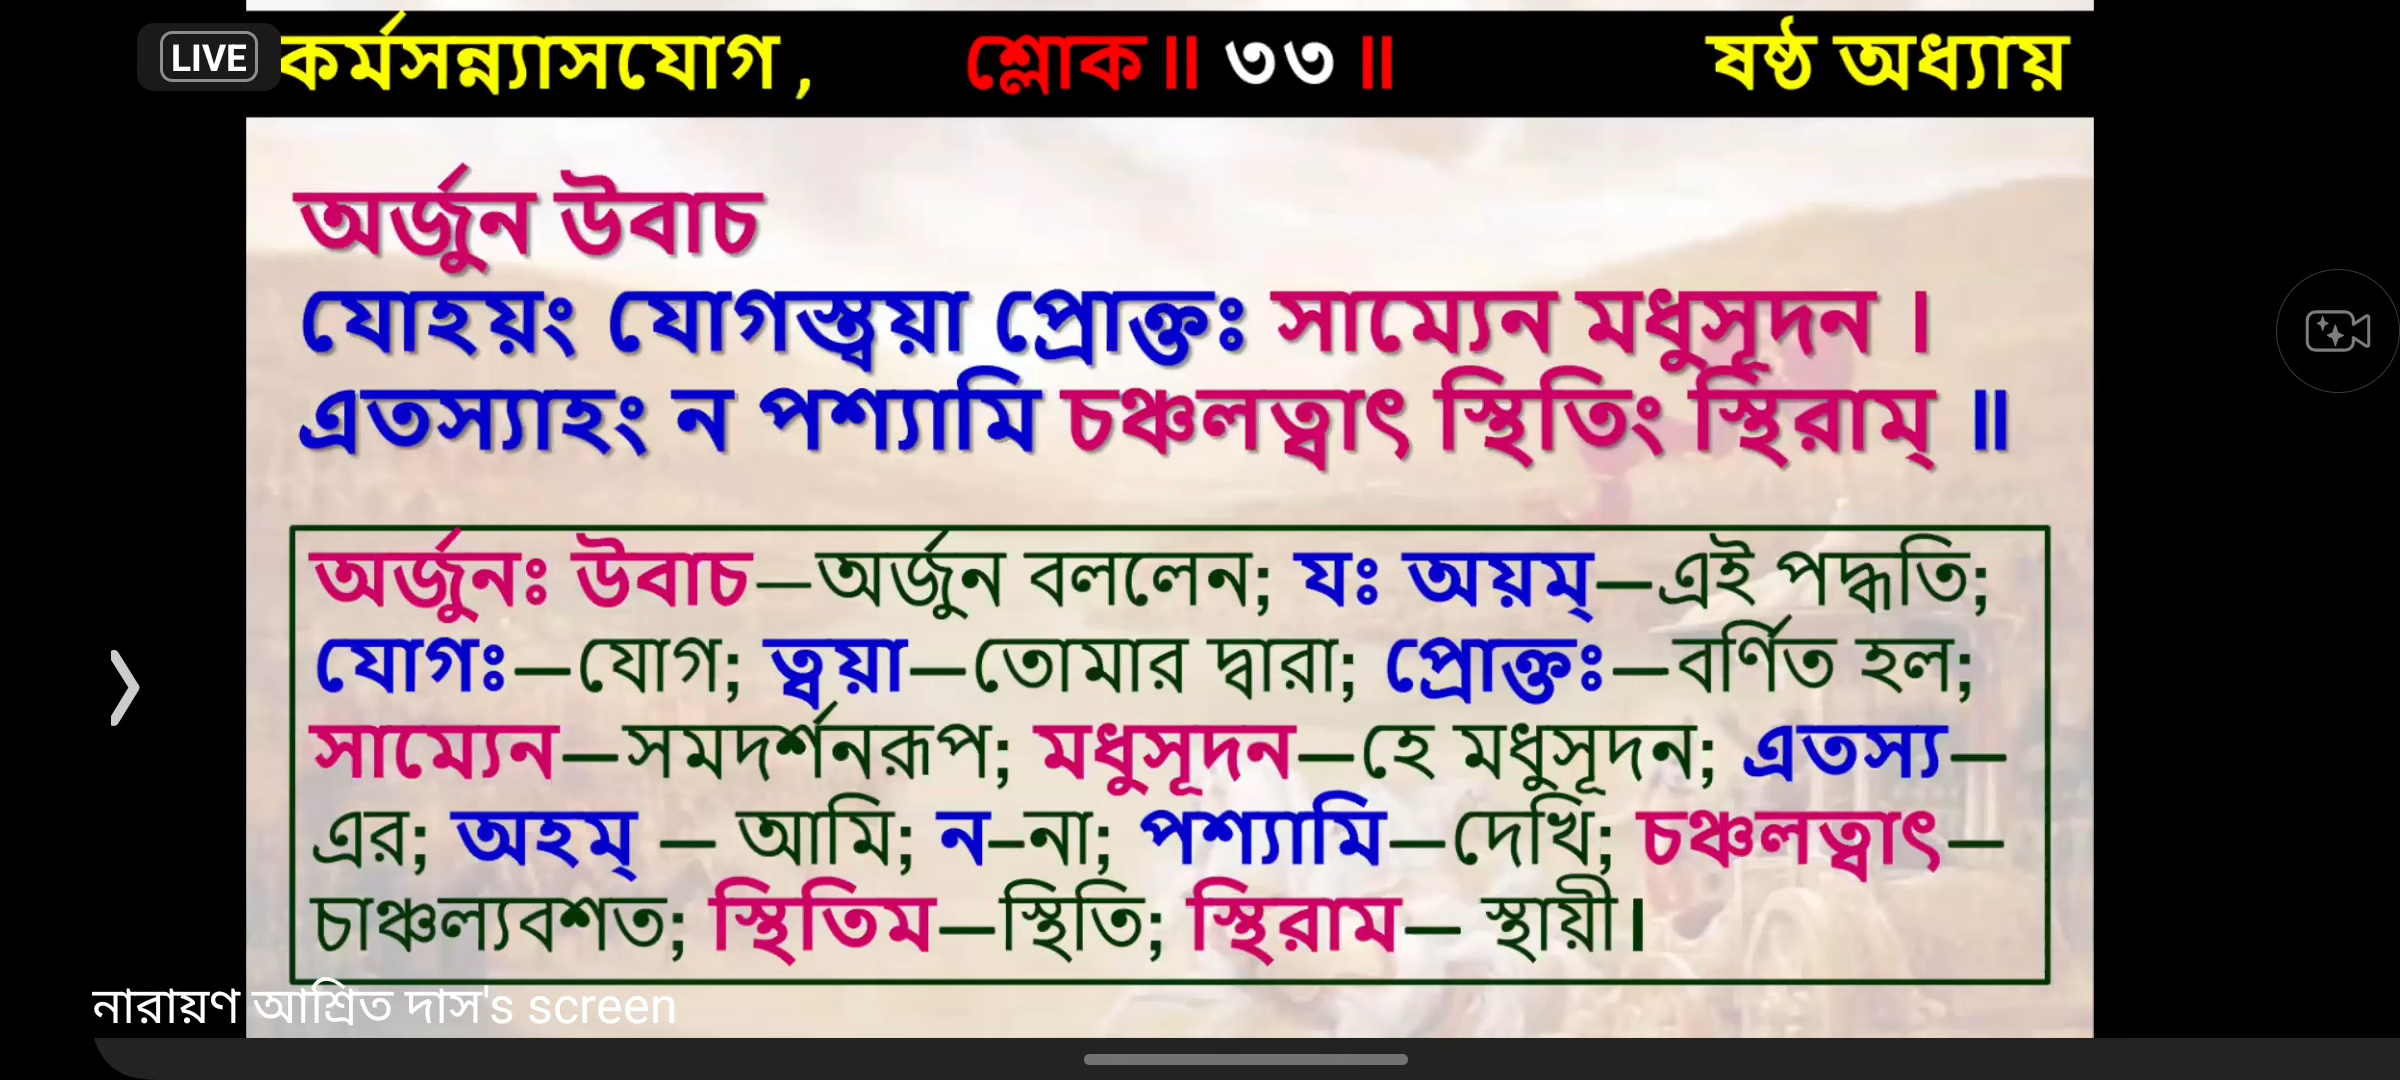 LIVE কর্মসন্ন্যাসযোগ, শ্লোক ॥ ৩৩ ॥ ষষ্ঠ অধ্যায়
অর্জুন উবাচ
যোহয়ং যোগস্ত্বয়া প্রোক্তঃ সাম্যেন মধুসূদন ।
এতস্যাহং ন পশ্যামি চঞ্চলত্বাৎ স্থিতিং স্থিরাম্ ॥
অর্জুনঃ উবাচ—অর্জুন বললেন; যঃ অয়ম্—এই পদ্ধতি;
যোগঃ—যোগ; ত্বয়া—তোমার দ্বারা; প্রোক্তঃ—বর্ণিত হল;
সাম্যেন—সমদর্শনরূপ; মধুসূদন—হে মধুসূদন; এতস্য—
এর; অহম্ — আমি; ন–না; পশ্যামি—দেখি; চঞ্চলত্বাৎ—
চাঞ্চল্যবশত; স্থিতিম—স্থিতি; স্থিরাম— স্থায়ী।
নারায়ণ আশ্রিত দাস's screen